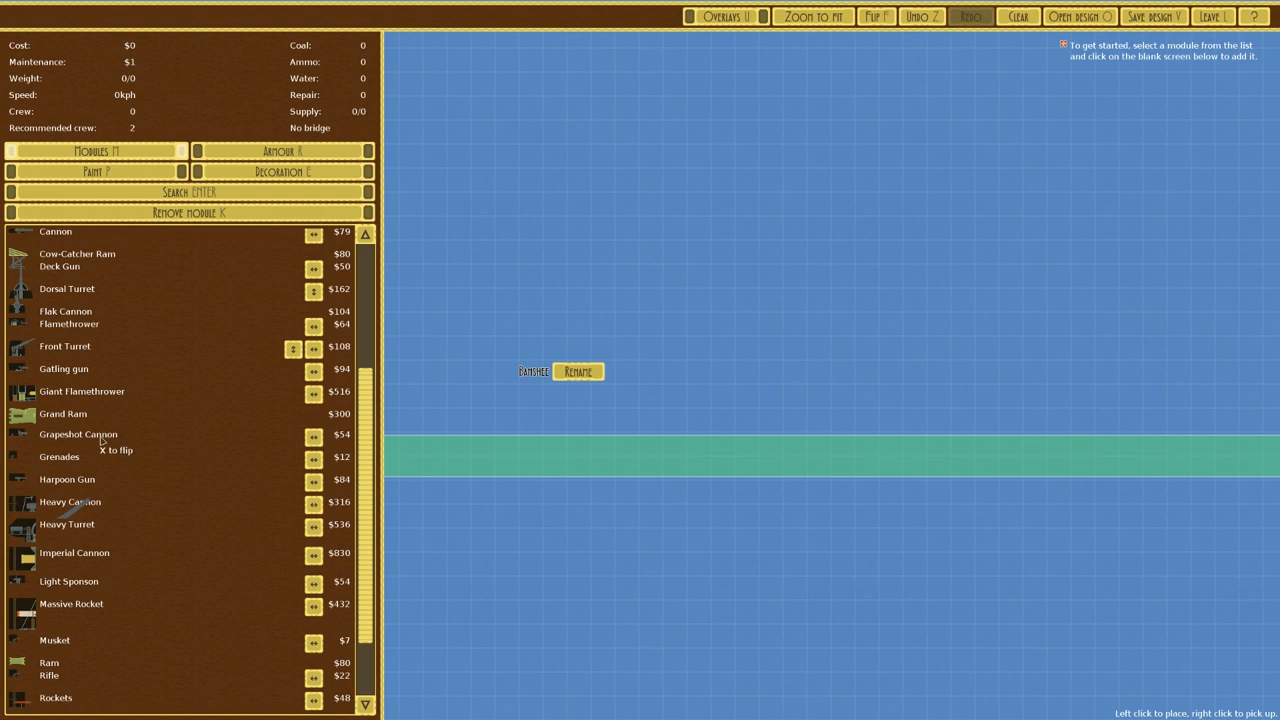 Overlays U Zoom to fit Flip F Undo Z Redo Clear Open design O Save design V Leave L ?
Cost: $0 Coal: 0
Maintenance: $1 Ammo: 0
Weight: 0/0 Water: 0
Speed: 0kph Repair: 0
Crew: 0 Supply: 0/0
Recommended crew: 2 No bridge
To get started, select a module from the list
and click on the blank screen below to add it.
Modules M Armour R
Paint P Decoration E
Search ENTER
Remove module K
Cannon $79
Cow-Catcher Ram $80
Deck Gun $50
Dorsal Turret $162
Flak Cannon $104
Flamethrower $64
Front Turret $108
Gatling gun $94
Giant Flamethrower $516
Grand Ram $300
Grapeshot Cannon $54
X to flip
Grenades $12
Harpoon Gun $84
Heavy Cannon $316
Heavy Turret $536
Imperial Cannon $830
Light Sponson $54
Massive Rocket $432
Musket $7
Ram $80
Rifle $22
Rockets $48
Banshee Rename
Left click to place, right click to pick up.